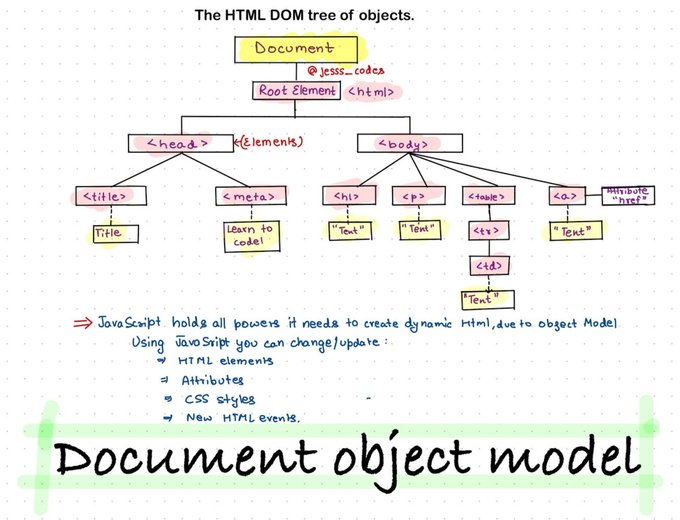 The HTML DOM tree of objects.
Document
@jesss_codes
Root Element <html>
<head> ←(Elements) <body>
<title> <meta> <h1> <p> <table> <a> Attribute "href"
Title Learn to code! "Text" "Text" <tr> "Text"
<td>
"Text"
⇒ JavaScript holds all powers it needs to create dynamic Html, due to object Model
Using JavaSript you can change/update:
⇒ HTML elements
⇒ Attributes
⇒ CSS styles
⇒ New HTML events.
Document object model